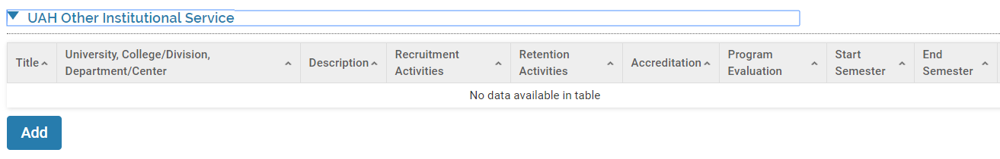 UAH Other Institutional Service
Title
University, College/Division,
Department/Center
Description
Recruitment
Activities
Retention
Activities
Accreditation
Program
Evaluation
Start
Semester
End
Semester
No data available in table
Add